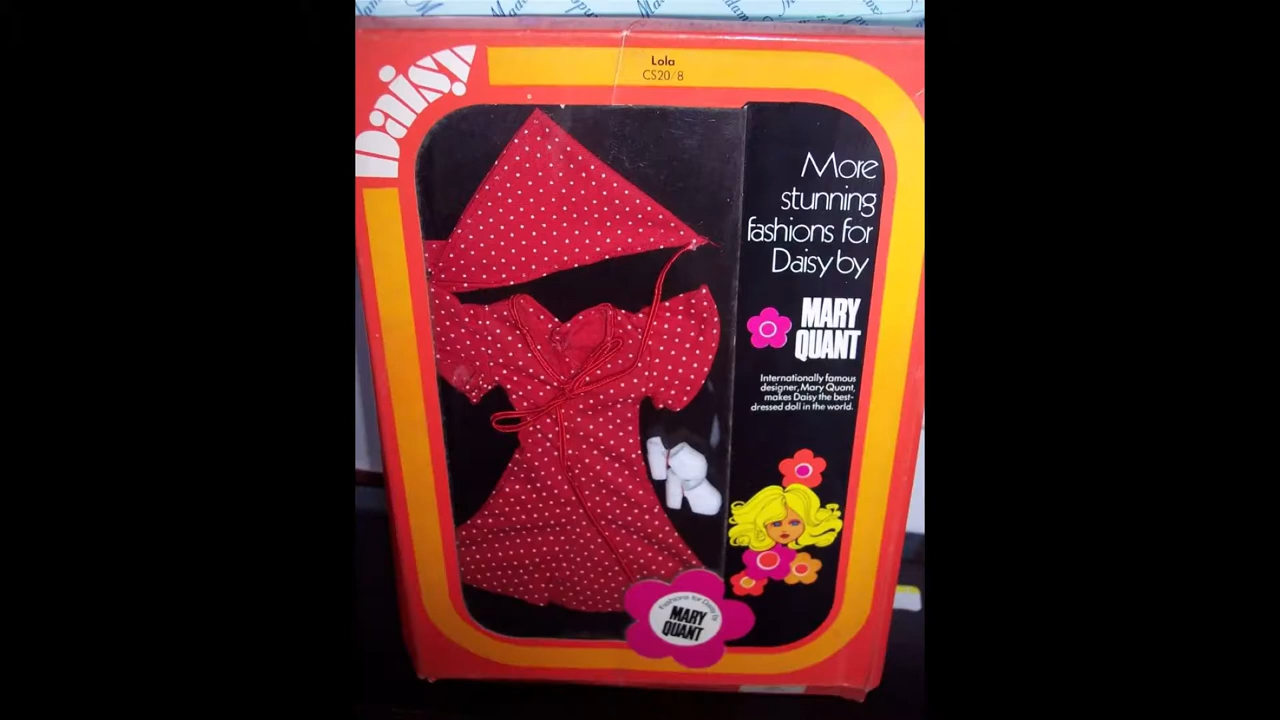 Daisy
Lola
CS20/8
More
stunning
fashions for
Daisy by
MARY
QUANT
Internationally famous
designer, Mary Quant,
makes Daisy the best-
dressed doll in the world.
Fashions for Daisy by
MARY
QUANT